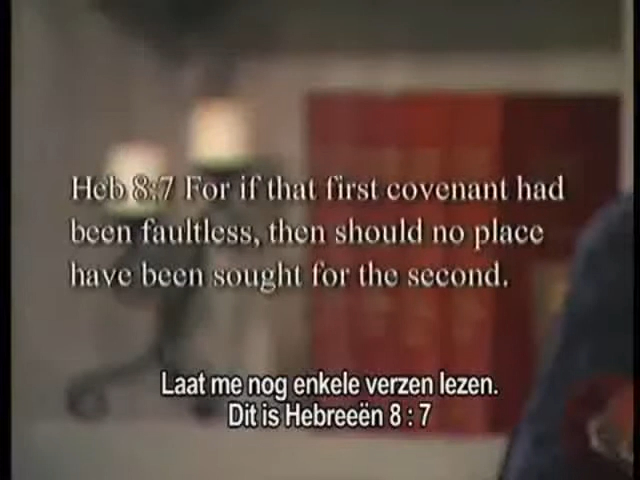 Heb 8:7 For if that first covenant had
been faultless, then should no place
have been sought for the second.
Laat me nog enkele verzen lezen.
Dit is Hebreeën 8 : 7